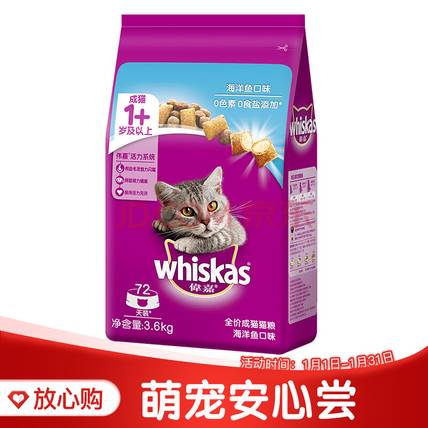 海洋鱼口味
0色素 0食盐添加*
成猫
1+
岁及以上
伟嘉®活力系统
whiskas®
偉嘉®
72
天装*
净含量:3.6kg
全价成猫猫粮
海洋鱼口味
活动时间：1月1日-1月31日
放心购
萌宠安心尝